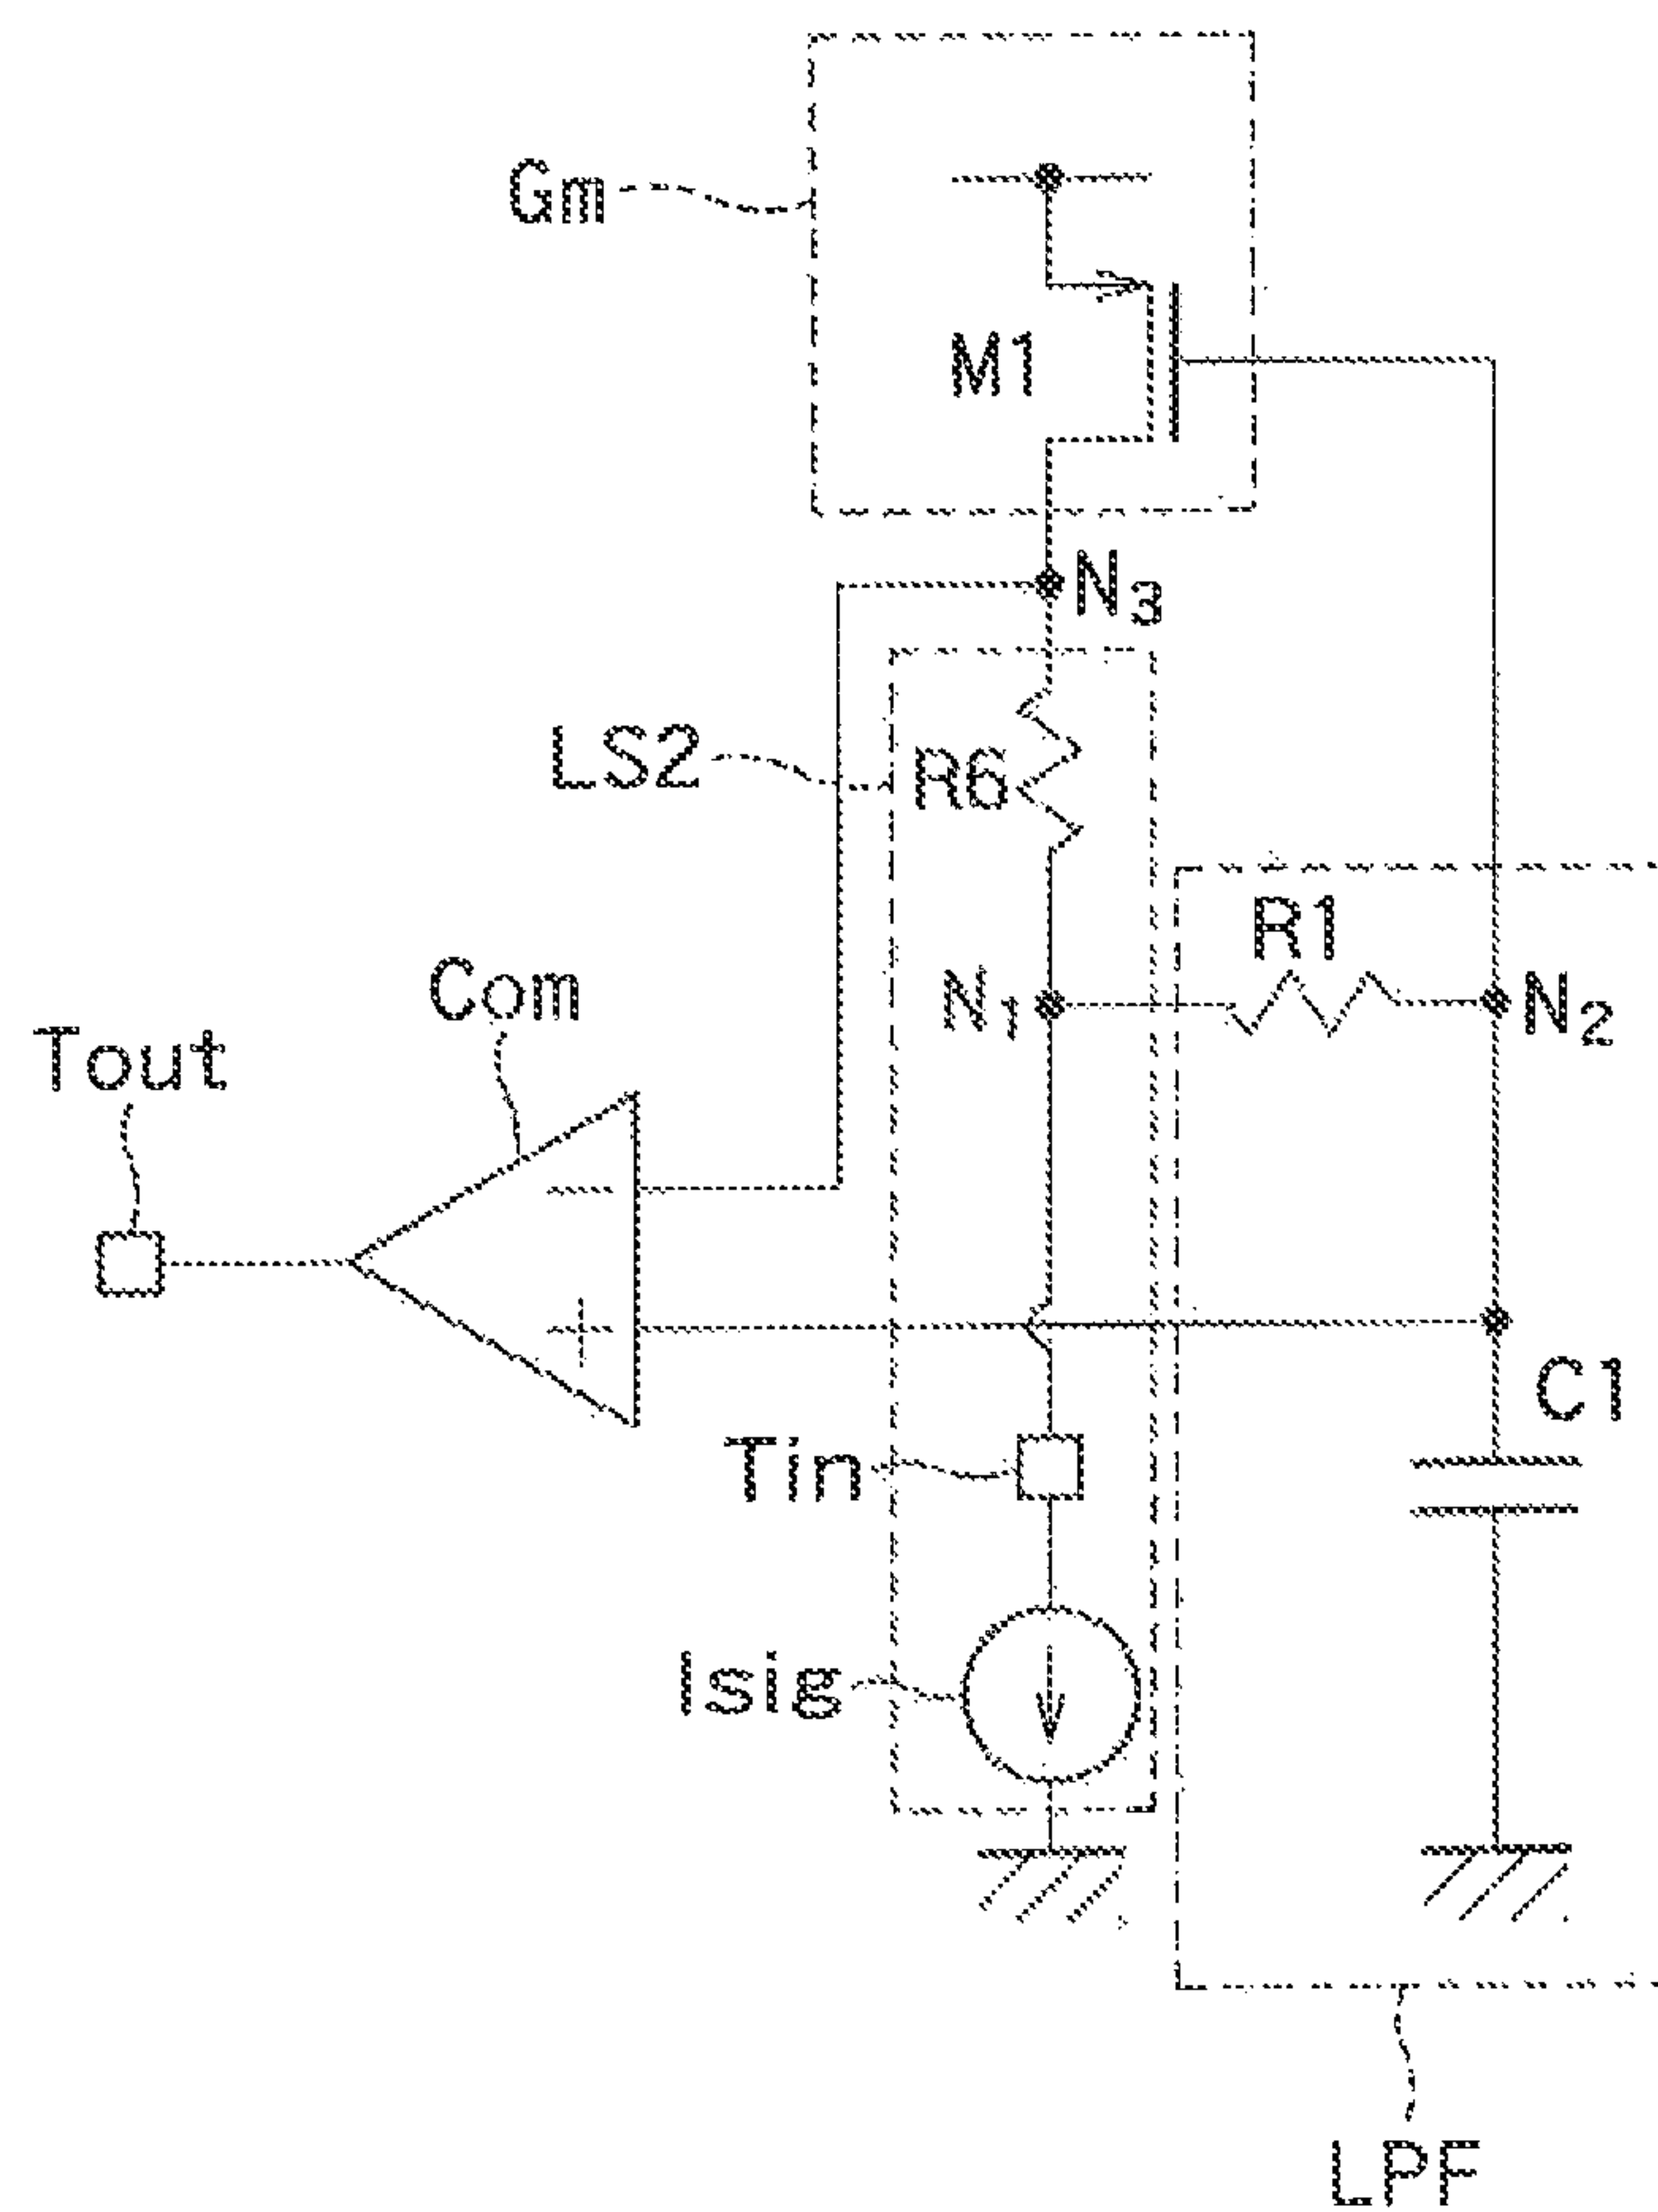 Gm
M1
N3
LS2
R6
R1
Com
N1
N2
Tout
−
+
C1
Tin
Isig
LPF